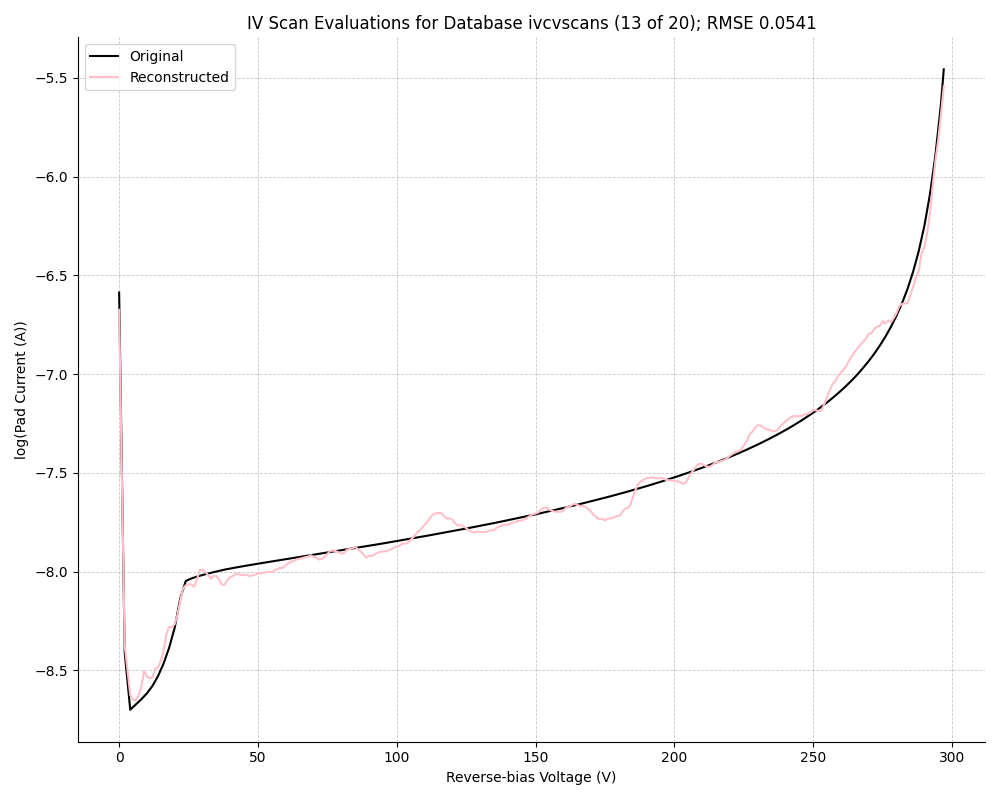 IV Scan Evaluations for Database ivcvscans (13 of 20); RMSE 0.0541
Original
Reconstructed
−5.5
−6.0
−6.5
−7.0
−7.5
−8.0
−8.5
log(Pad Current (A))
0
50
100
150
200
250
300
Reverse-bias Voltage (V)